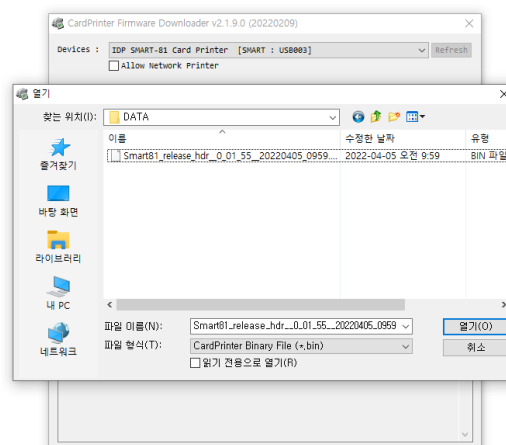 CardPrinter Firmware Downloader v2.1.9.0 (20220209)
Devices : IDP SMART-81 Card Printer [SMART : USB003] Refresh
Allow Network Printer
열기
찾는 위치(I): DATA
이름 수정한 날짜 유형
Smart81_release_hdr__0_01_55__20220405_0959.... 2022-04-05 오전 9:59 BIN 파일
즐겨찾기
바탕 화면
라이브러리
내 PC
네트워크
파일 이름(N): Smart81_release_hdr__0_01_55__20220405_0959 열기(O)
파일 형식(T): CardPrinter Binary File (*.bin) 취소
읽기 전용으로 열기(R)